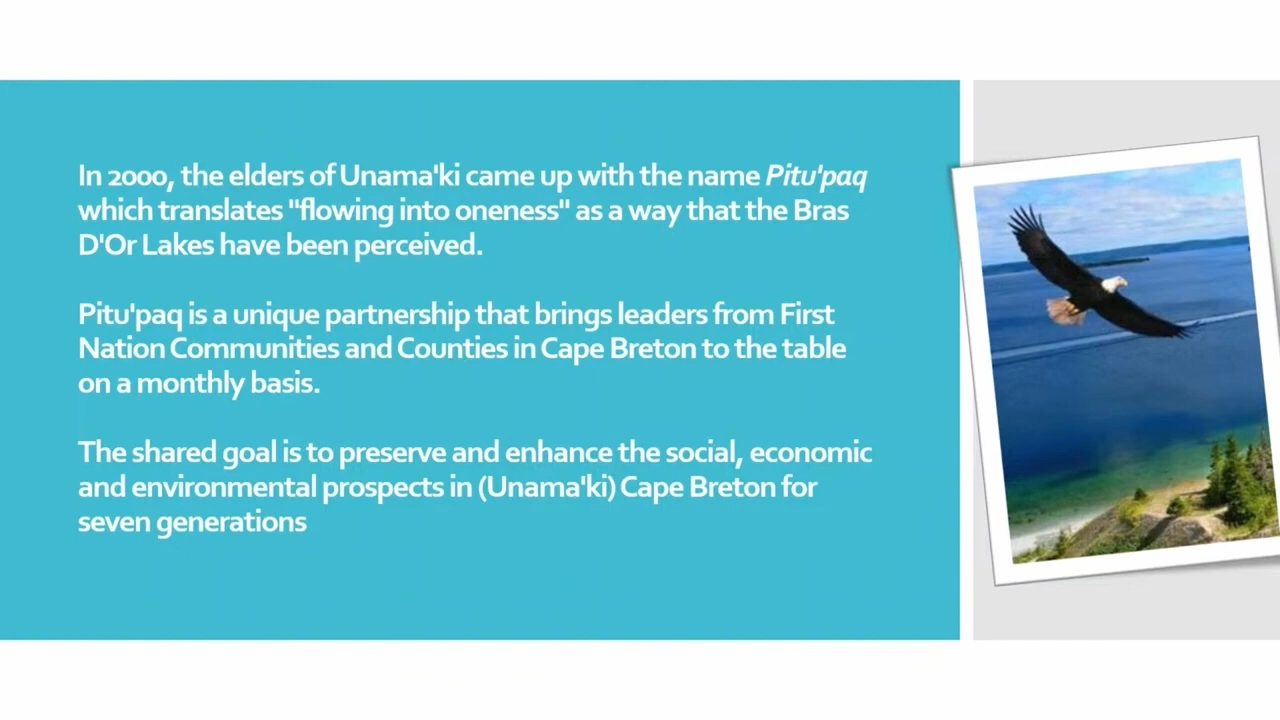 In 2000, the elders of Unama'ki came up with the name Pitu'paq
which translates "flowing into oneness" as a way that the Bras
D'Or Lakes have been perceived.
Pitu'paq is a unique partnership that brings leaders from First
Nation Communities and Counties in Cape Breton to the table
on a monthly basis.
The shared goal is to preserve and enhance the social, economic
and environmental prospects in (Unama'ki) Cape Breton for
seven generations